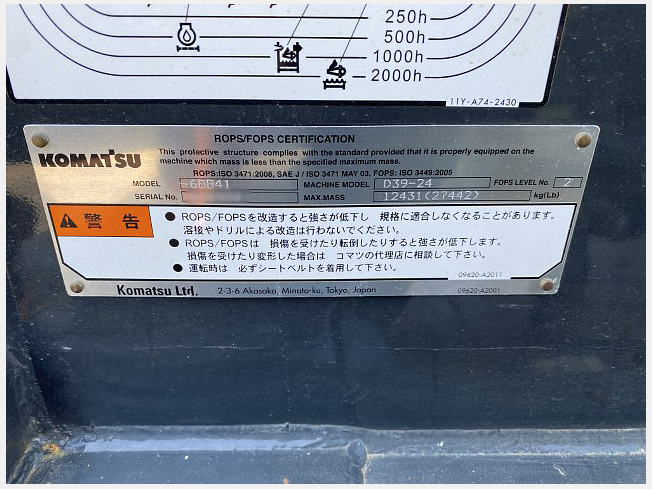 250h
500h
1000h
2000h
11Y-A74-2430
ROPS/FOPS CERTIFICATION
KOMATSU
This protective structure complies with the standard provided that it is properly equipped on the
machine which mass is less than the specified maximum mass.
ROPS:ISO 3471:2008, SAE J / ISO 3471 MAY 03, FOPS: ISO 3449:2005
MODEL 6BB41 MACHINE MODEL D39-24 FOPS LEVEL No. 2
SERIAL No. MAX.MASS 12431(27442) kg(Lb)
警告
● ROPS/FOPSを改造すると強さが低下し 規格に適合しなくなることがあります。
溶接やドリルによる改造は行わないでください。
● ROPS/FOPSは 損傷を受けたり転倒したりすると強さが低下します。
損傷を受けたり変形した場合は コマツの代理店に相談して下さい。
● 運転時は 必ずシートベルトを着用して下さい。
09620-A2011
Komatsu Ltd. 2-3-6 Akasaka, Minato-ku, Tokyo, Japan
09620-A2001